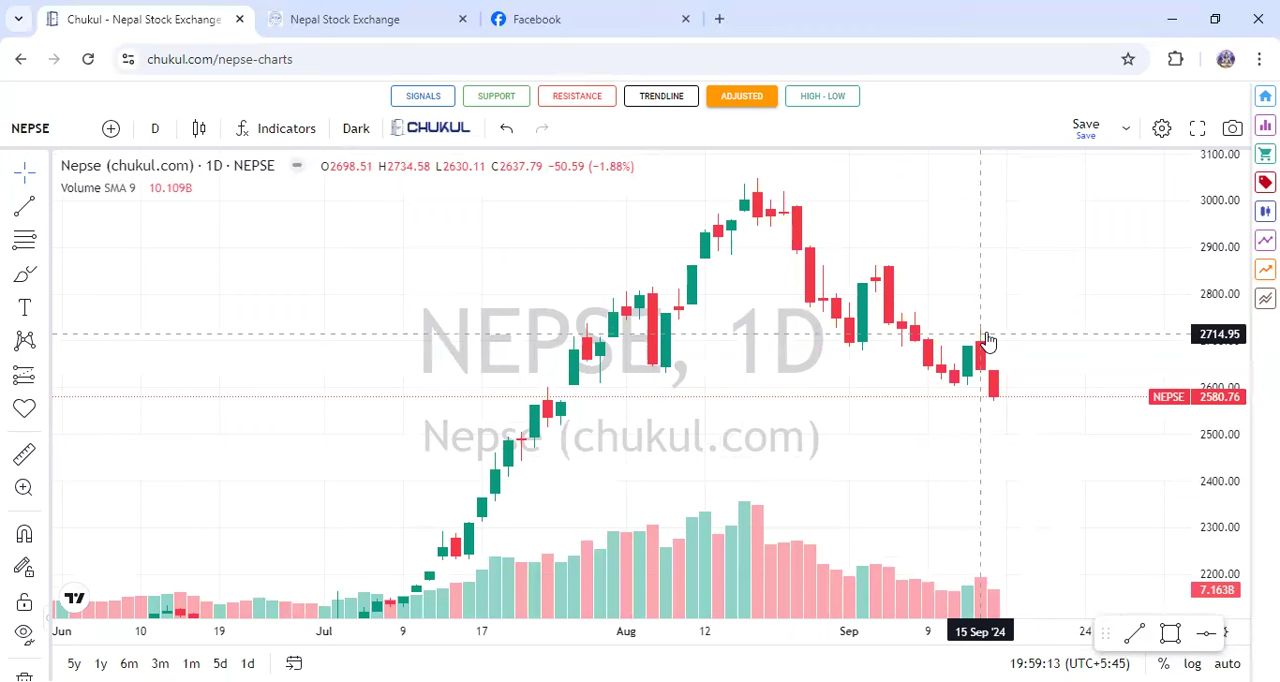 Chukul - Nepal Stock Exchange
Nepal Stock Exchange
Facebook
chukul.com/nepse-charts
SIGNALS
SUPPORT
RESISTANCE
TRENDLINE
ADJUSTED
HIGH - LOW
NEPSE
D
Indicators
Dark
CHUKUL
Save
Save
Nepse (chukul.com) · 1D · NEPSE
O2698.51 H2734.58 L2630.11 C2637.79 -50.59 (−1.88%)
Volume SMA 9 10.109B
3100.00
3000.00
2900.00
2800.00
2714.95
2600.00
NEPSE 2580.76
2500.00
2400.00
2300.00
2200.00
7.163B
NEPSE, 1D
Nepse (chukul.com)
Jun 10 19 Jul 9 17 Aug 12 Sep 9 15 Sep '24 24
5y 1y 6m 3m 1m 5d 1d
19:59:13 (UTC+5:45) % log auto